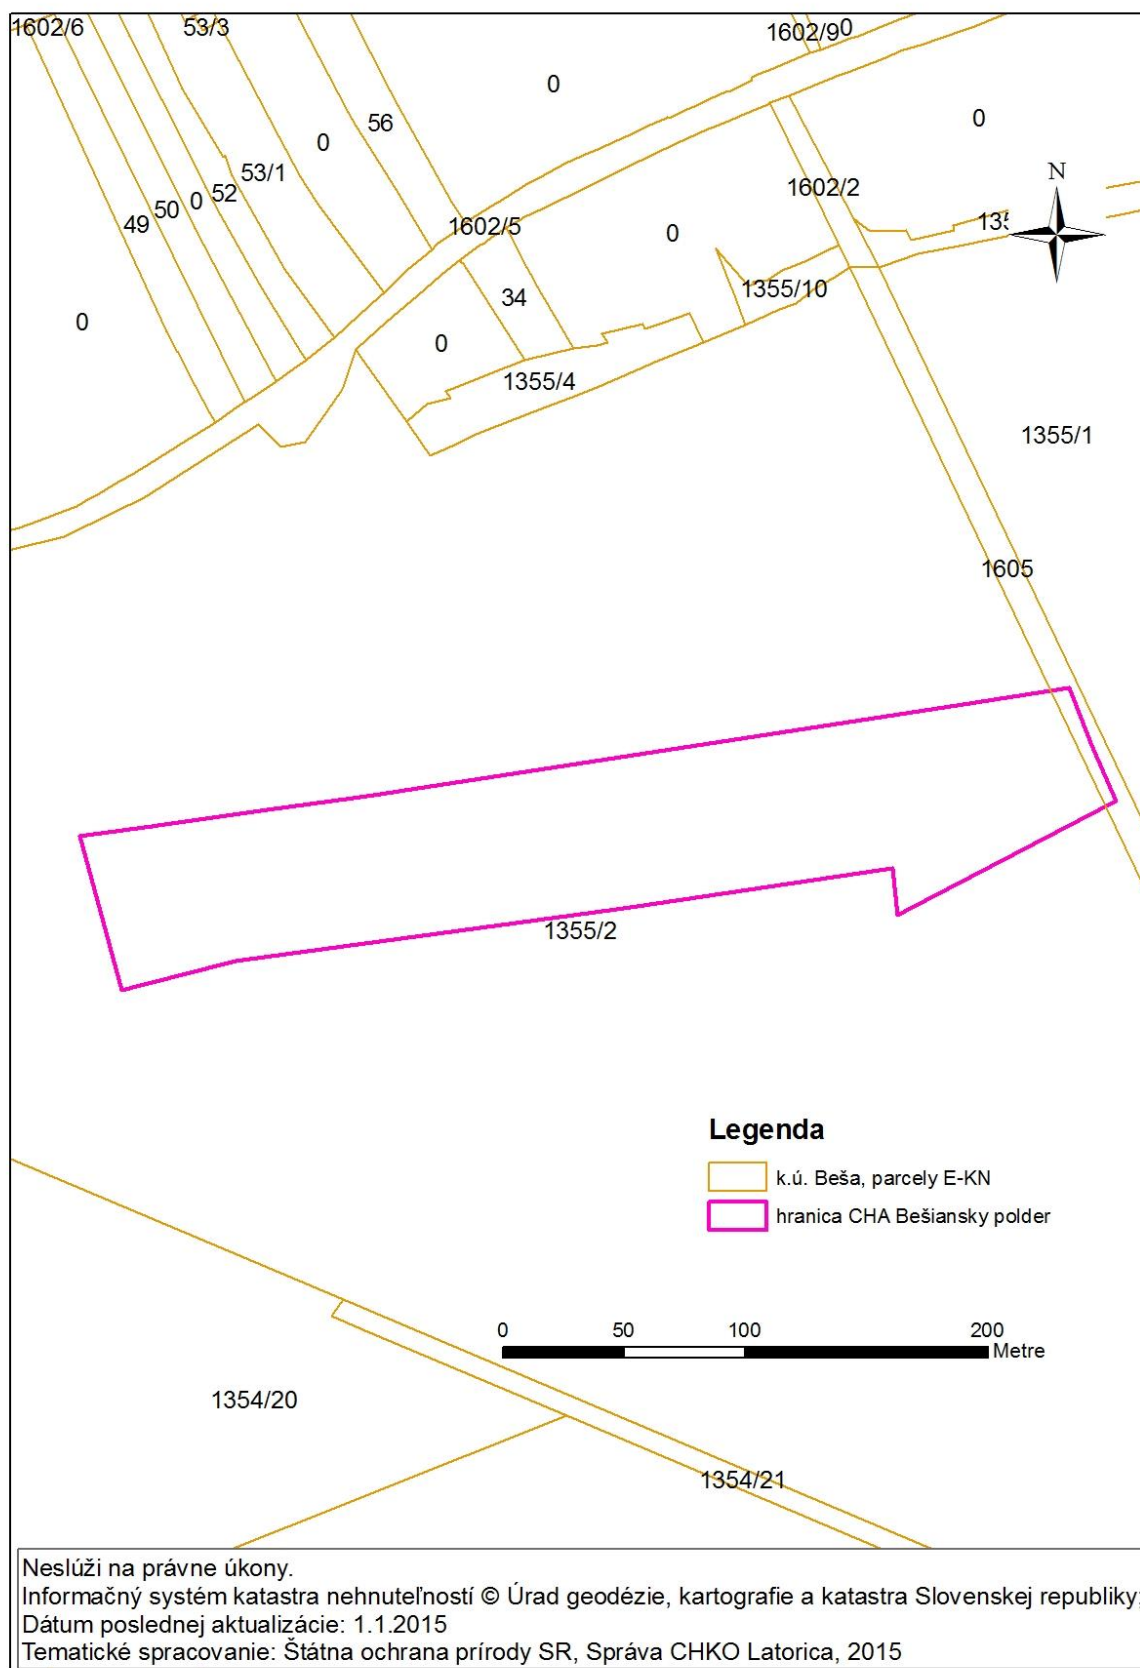 1602/6
53/3
1602/9
0
0
56
0
0
53/1
52
0
50
49
1602/5
1602/2
N
0
34
1355/10
0
0
1355/4
1355/1
1605
1355/2
Legenda
k.ú. Beša, parcely E-KN
hranica CHA Bešiansky polder
0 50 100 200
Metre
1354/20
1354/21
Neslúži na právne úkony.
Informačný systém katastra nehnuteľností © Úrad geodézie, kartografie a katastra Slovenskej republiky;
Dátum poslednej aktualizácie: 1.1.2015
Tematické spracovanie: Štátna ochrana prírody SR, Správa CHKO Latorica, 2015